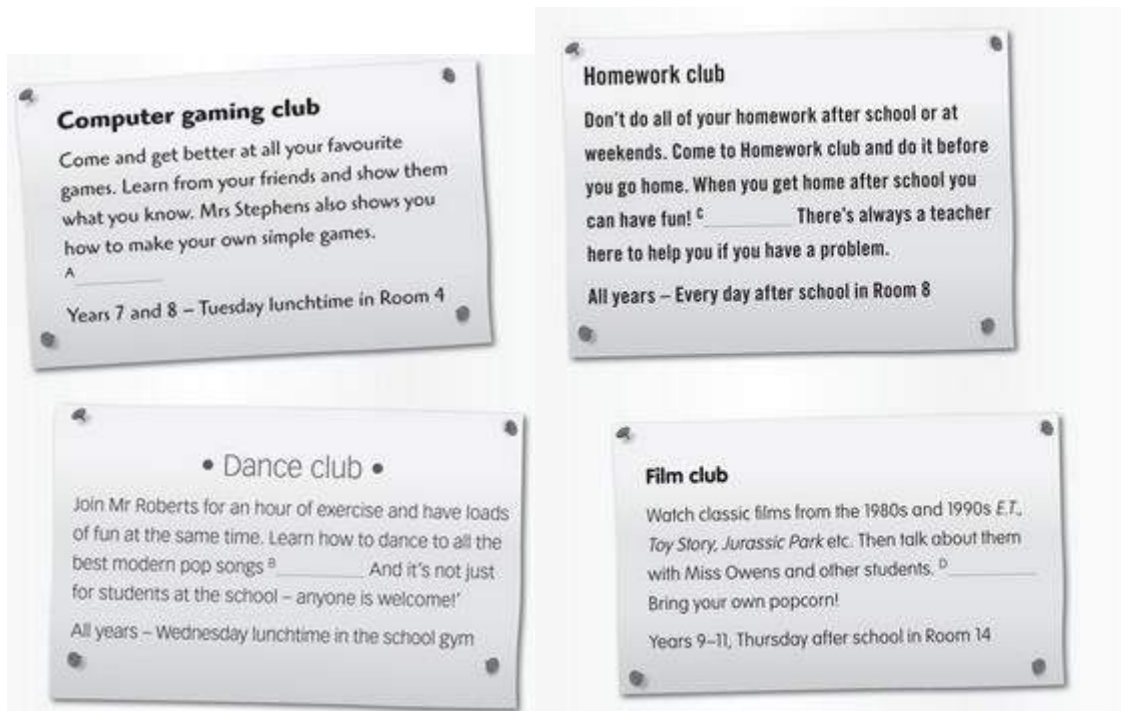 Computer gaming club
Come and get better at all your favourite
games. Learn from your friends and show them
what you know. Mrs Stephens also shows you
how to make your own simple games.
A
Years 7 and 8 – Tuesday lunchtime in Room 4
Homework club
Don't do all of your homework after school or at
weekends. Come to Homework club and do it before
you go home. When you get home after school you
can have fun! C __________ There's always a teacher
here to help you if you have a problem.
All years – Every day after school in Room 8
• Dance club •
Join Mr Roberts for an hour of exercise and have loads
of fun at the same time. Learn how to dance to all the
best modern pop songs B __________ And it's not just
for students at the school – anyone is welcome!'
All years – Wednesday lunchtime in the school gym
Film club
Watch classic films from the 1980s and 1990s E.T.,
Toy Story, Jurassic Park etc. Then talk about them
with Miss Owens and other students. D __________
Bring your own popcorn!
Years 9–11, Thursday after school in Room 14